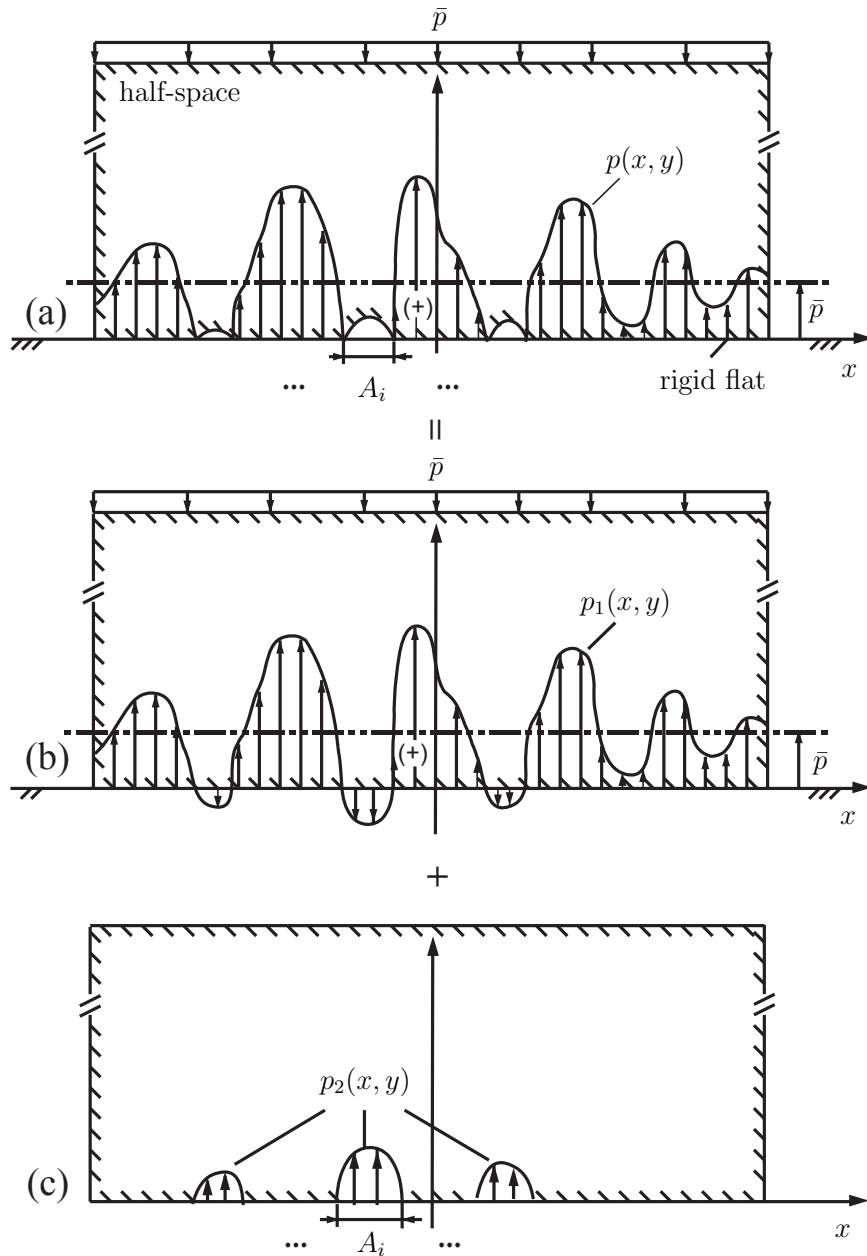 p̄
half-space
p(x, y)
(a)
(+)
p̄
rigid flat
x
... A_i ...
=
p̄
p_1(x, y)
(b)
(+)
p̄
x
+
p_2(x, y)
(c)
x
... A_i ...